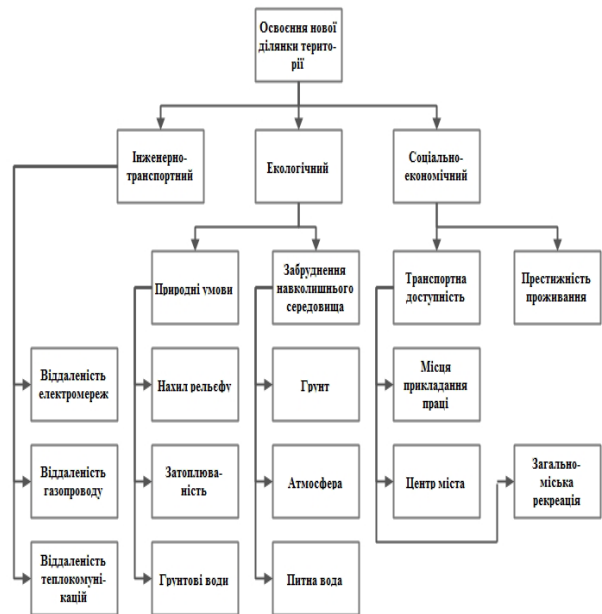 Освоєння нової
ділянки терито-
рії
Інженерно-
транспортний
Екологічний
Соціально-
економічний
Природні умови
Забруднення
навколишнього
середовища
Транспортна
доступність
Престижність
проживання
Віддаленість
електромереж
Нахил рельєфу
Грунт
Місця
прикладання
праці
Віддаленість
газопроводу
Затоплюва-
ність
Атмосфера
Центр міста
Загально-
міська
рекреація
Віддаленість
теплокомуні-
кацій
Грунтові води
Питна вода